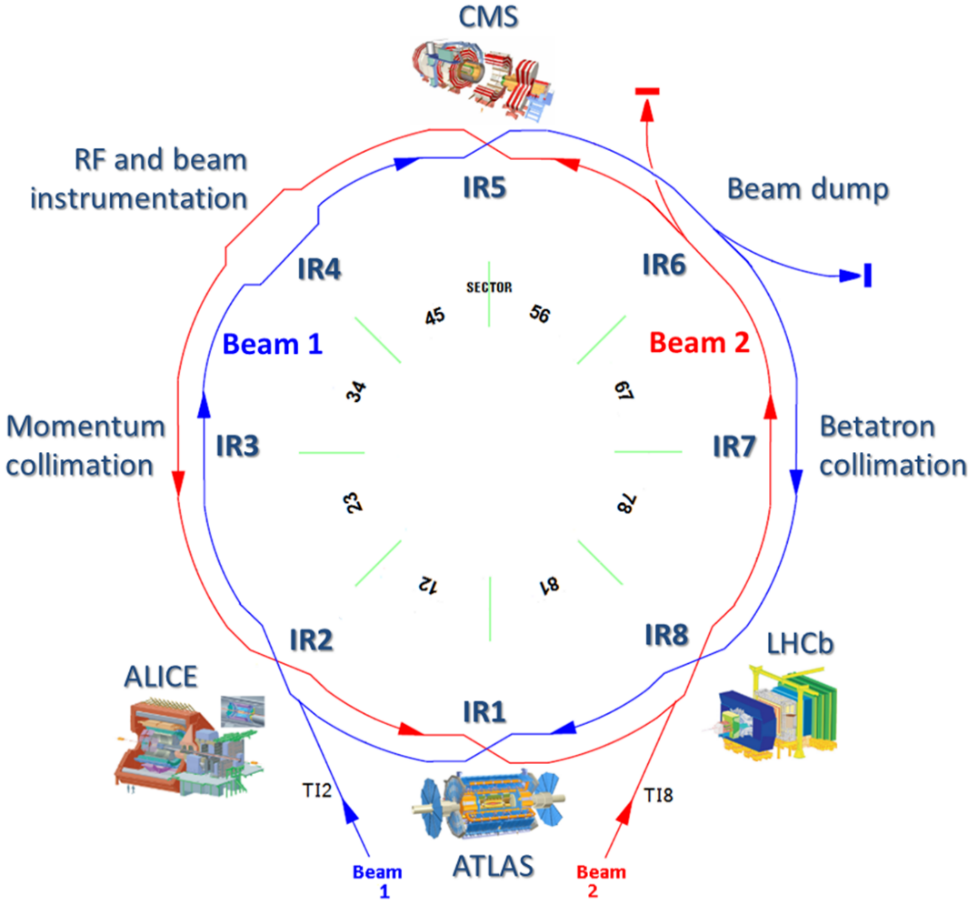 CMS
RF and beam
instrumentation
IR5
Beam dump
IR4
IR6
SECTOR
45
56
Beam 1
Beam 2
34
67
Momentum
collimation
IR3
IR7
Betatron
collimation
23
78
12
81
IR2
IR8
LHCb
ALICE
IR1
TI2
TI8
ATLAS
Beam
1
Beam
2